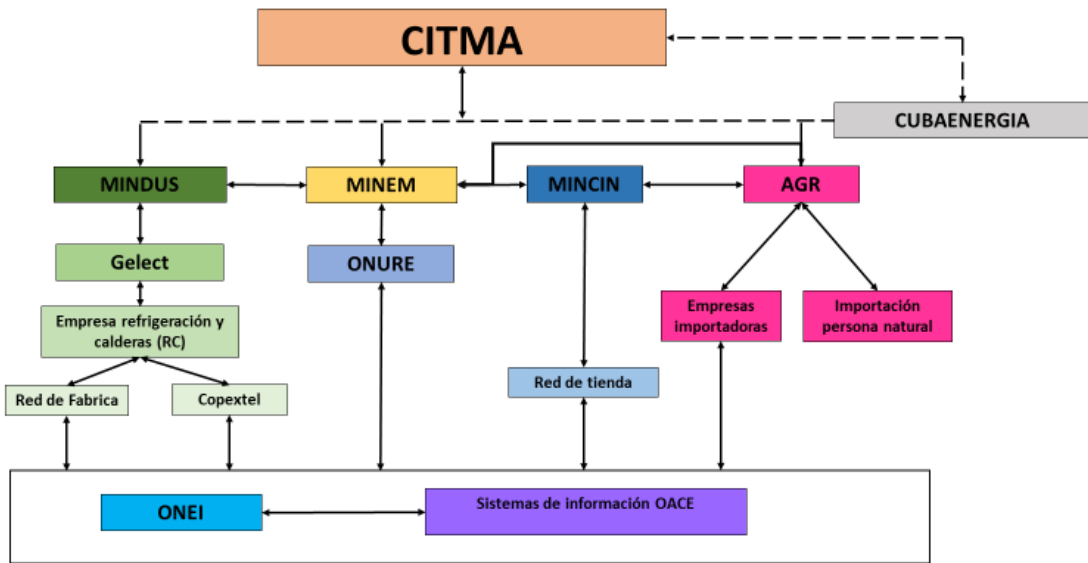 CITMA
CUBAENERGIA
MINDUS
MINEM
MINCIN
AGR
Gelect
ONURE
Empresa refrigeración y
calderas (RC)
Empresas
importadoras
Importación
persona natural
Red de tienda
Red de Fabrica
Copextel
ONEI
Sistemas de información OACE